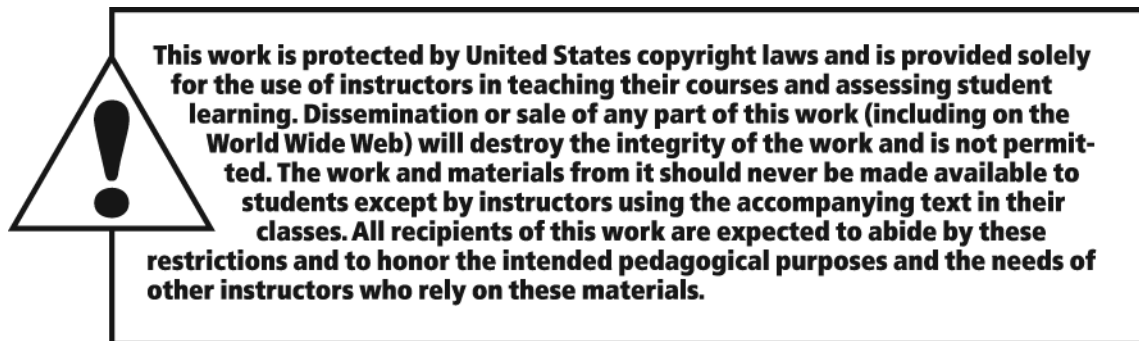 This work is protected by United States copyright laws and is provided solely
for the use of instructors in teaching their courses and assessing student
learning. Dissemination or sale of any part of this work (including on the
World Wide Web) will destroy the integrity of the work and is not permit-
ted. The work and materials from it should never be made available to
students except by instructors using the accompanying text in their
classes. All recipients of this work are expected to abide by these
restrictions and to honor the intended pedagogical purposes and the needs of
other instructors who rely on these materials.